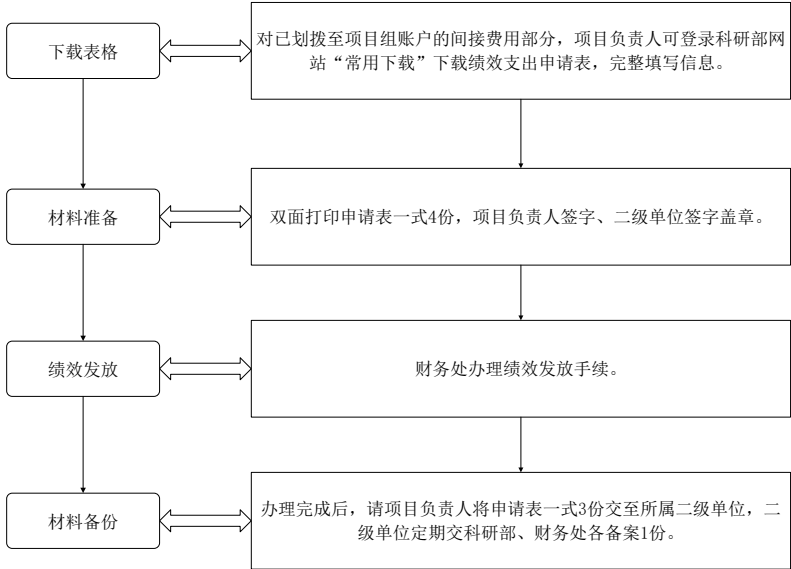 下载表格
对已划拨至项目组账户的间接费用部分，项目负责人可登录科研部网
站“常用下载”下载绩效支出申请表，完整填写信息。
材料准备
双面打印申请表一式4份，项目负责人签字、二级单位签字盖章。
绩效发放
财务处办理绩效发放手续。
材料备份
办理完成后，请项目负责人将申请表一式3份交至所属二级单位，二
级单位定期交科研部、财务处各备案1份。